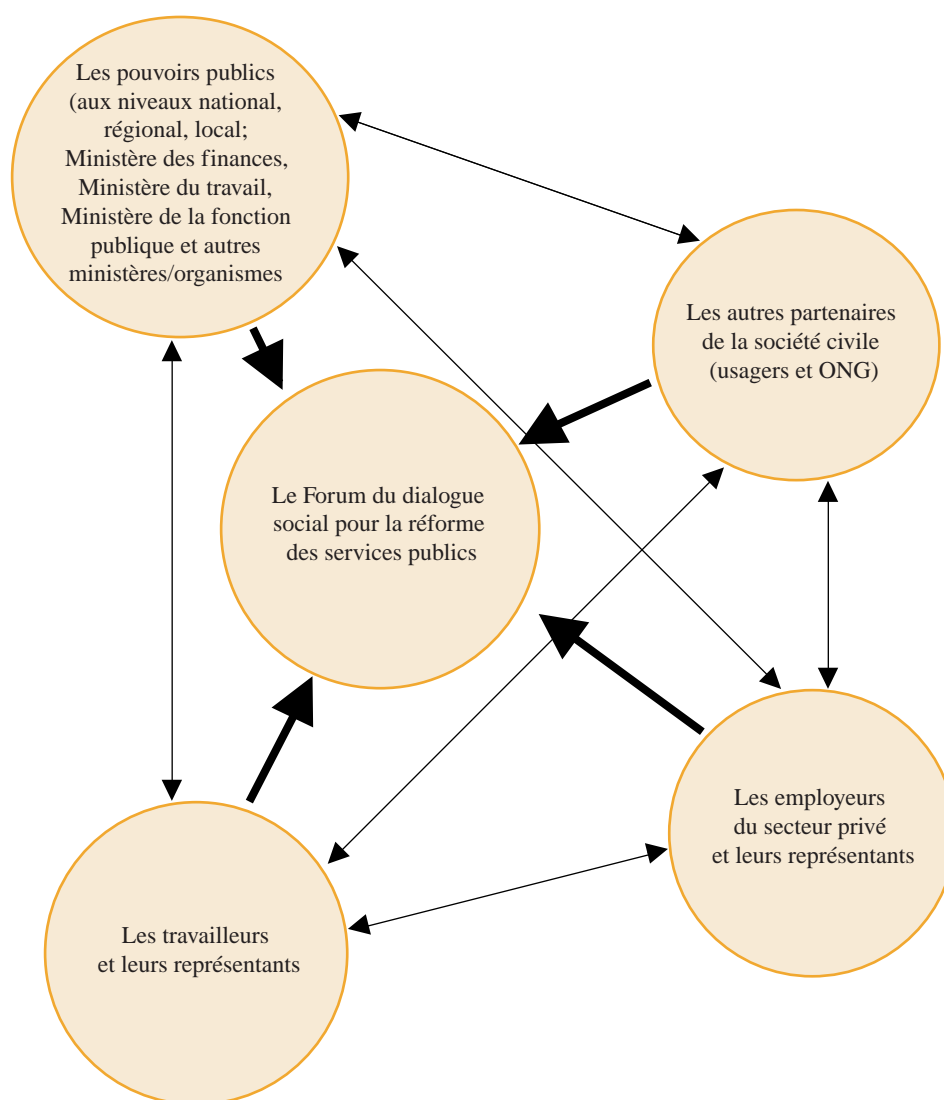 Les pouvoirs publics
(aux niveaux national,
régional, local;
Ministère des finances,
Ministère du travail,
Ministère de la fonction
publique et autres
ministères/organismes
Les autres partenaires
de la société civile
(usagers et ONG)
Le Forum du dialogue
social pour la réforme
des services publics
Les employeurs
du secteur privé
et leurs représentants
Les travailleurs
et leurs représentants